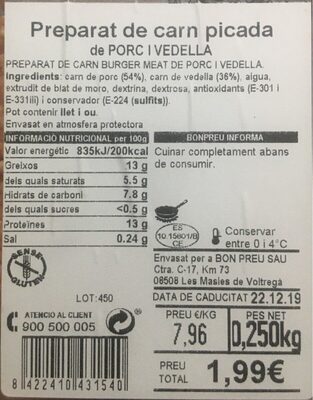 Preparat de carn picada
de PORC I VEDELLA
PREPARAT DE CARN BURGER MEAT DE PORC I VEDELLA.
Ingredients: carn de porc (54%), carn de vedella (36%), aigua,
extrudit de blat de moro, dextrina, dextrosa, antioxidants (E-301 i
E-331iii) i conservador (E-224 (sulfits)).
Pot contenir llet i ou.
Envasat en atmosfera protectora
INFORMACIO NUTRICIONAL per 100g
Valor energétic 835kJ/200kcal
Greixos 13 g
dels quals saturats 5.5 g
Hidrats de carboni 7.8 g
dels quals sucres <0.5 g
Proteïnes 13 g
Sal 0.24 g
SENSE GLUTEN
LOT:450
ATENCIÓ AL CLIENT
900 500 005
8 422410 431540
BONPREU INFORMA
Cuinar completament abans
de consumir.
ES
10.15601/B
CE
Conservar
entre 0 i 4°C
Envasat per a BON PREU SAU
Ctra. C-17, Km 73
08508 Les Masies de Voltregà
DATA DE CADUCITAT 22.12.19
PREU €/KG PES NET
7,96 0,250kg
PREU
TOTAL 1,99€